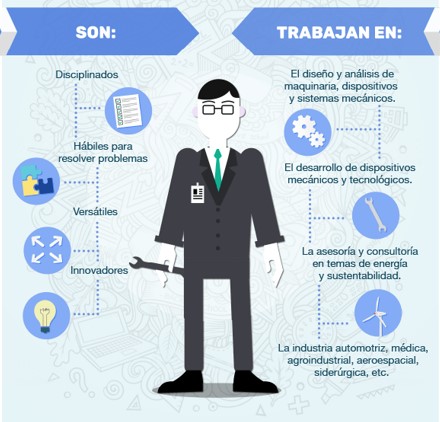 SON:
Disciplinados
Hábiles para
resolver problemas
Versátiles
Innovadores
TRABAJAN EN:
El diseño y análisis de
maquinaria, dispositivos
y sistemas mecánicos.
El desarrollo de dispositivos
mecánicos y tecnológicos.
La asesoría y consultoría
en temas de energía
y sustentabilidad.
La industria automotriz, médica,
agroindustrial, aeroespacial,
siderúrgica, etc.